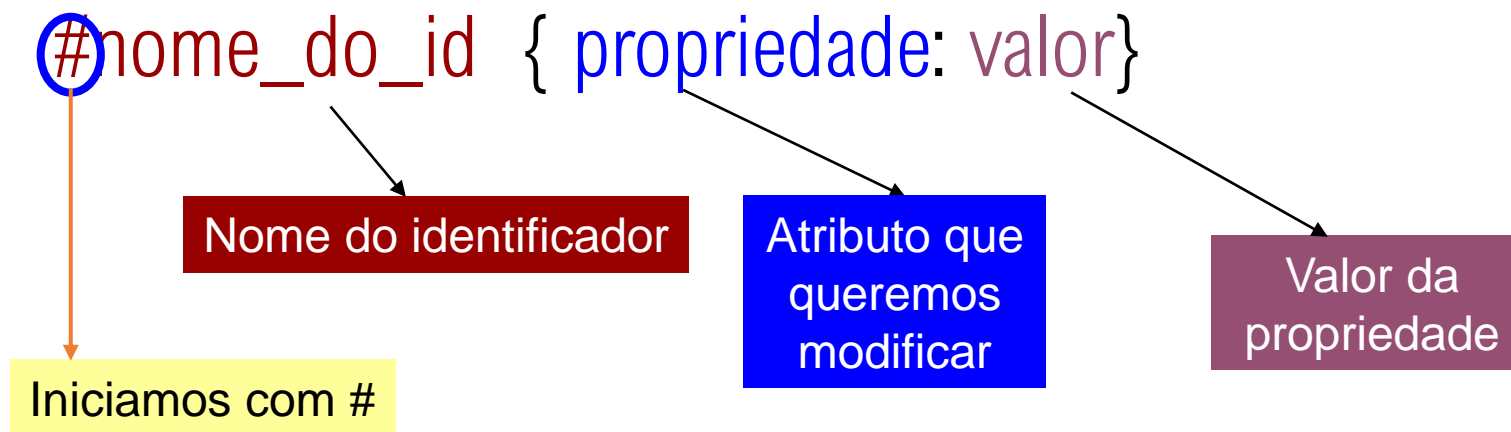 #nome_do_id { propriedade: valor}
Nome do identificador
Atributo que
queremos
modificar
Valor da
propriedade
Iniciamos com #